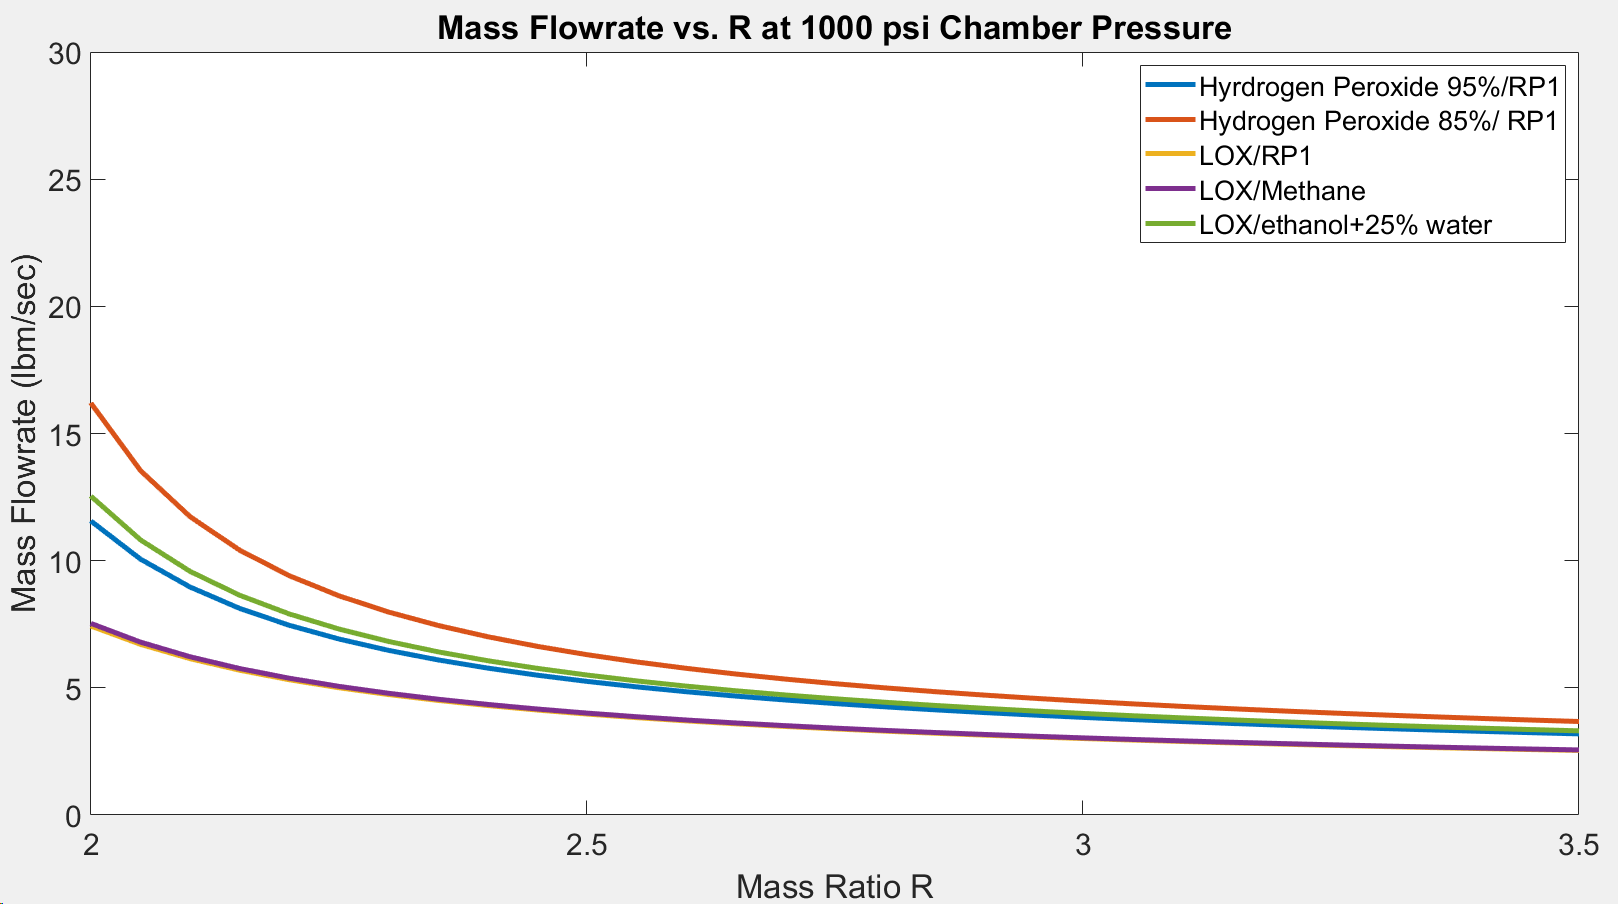 Mass Flowrate vs. R at 1000 psi Chamber Pressure
30
25
20
15
10
5
0
Mass Flowrate (lbm/sec)
Hyrdrogen Peroxide 95%/RP1
Hydrogen Peroxide 85%/ RP1
LOX/RP1
LOX/Methane
LOX/ethanol+25% water
2
2.5
3
3.5
Mass Ratio R